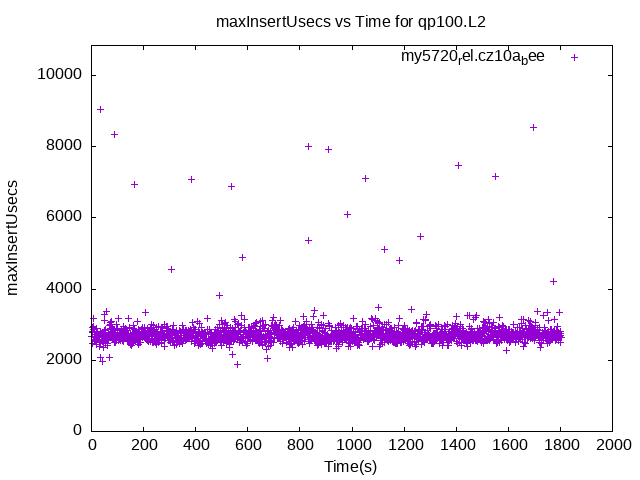 maxInsertUsecs vs Time for qp100.L2
my5720rel.cz10abee
10000
8000
6000
4000
2000
0
maxInsertUsecs
0 200 400 600 800 1000 1200 1400 1600 1800 2000
Time(s)